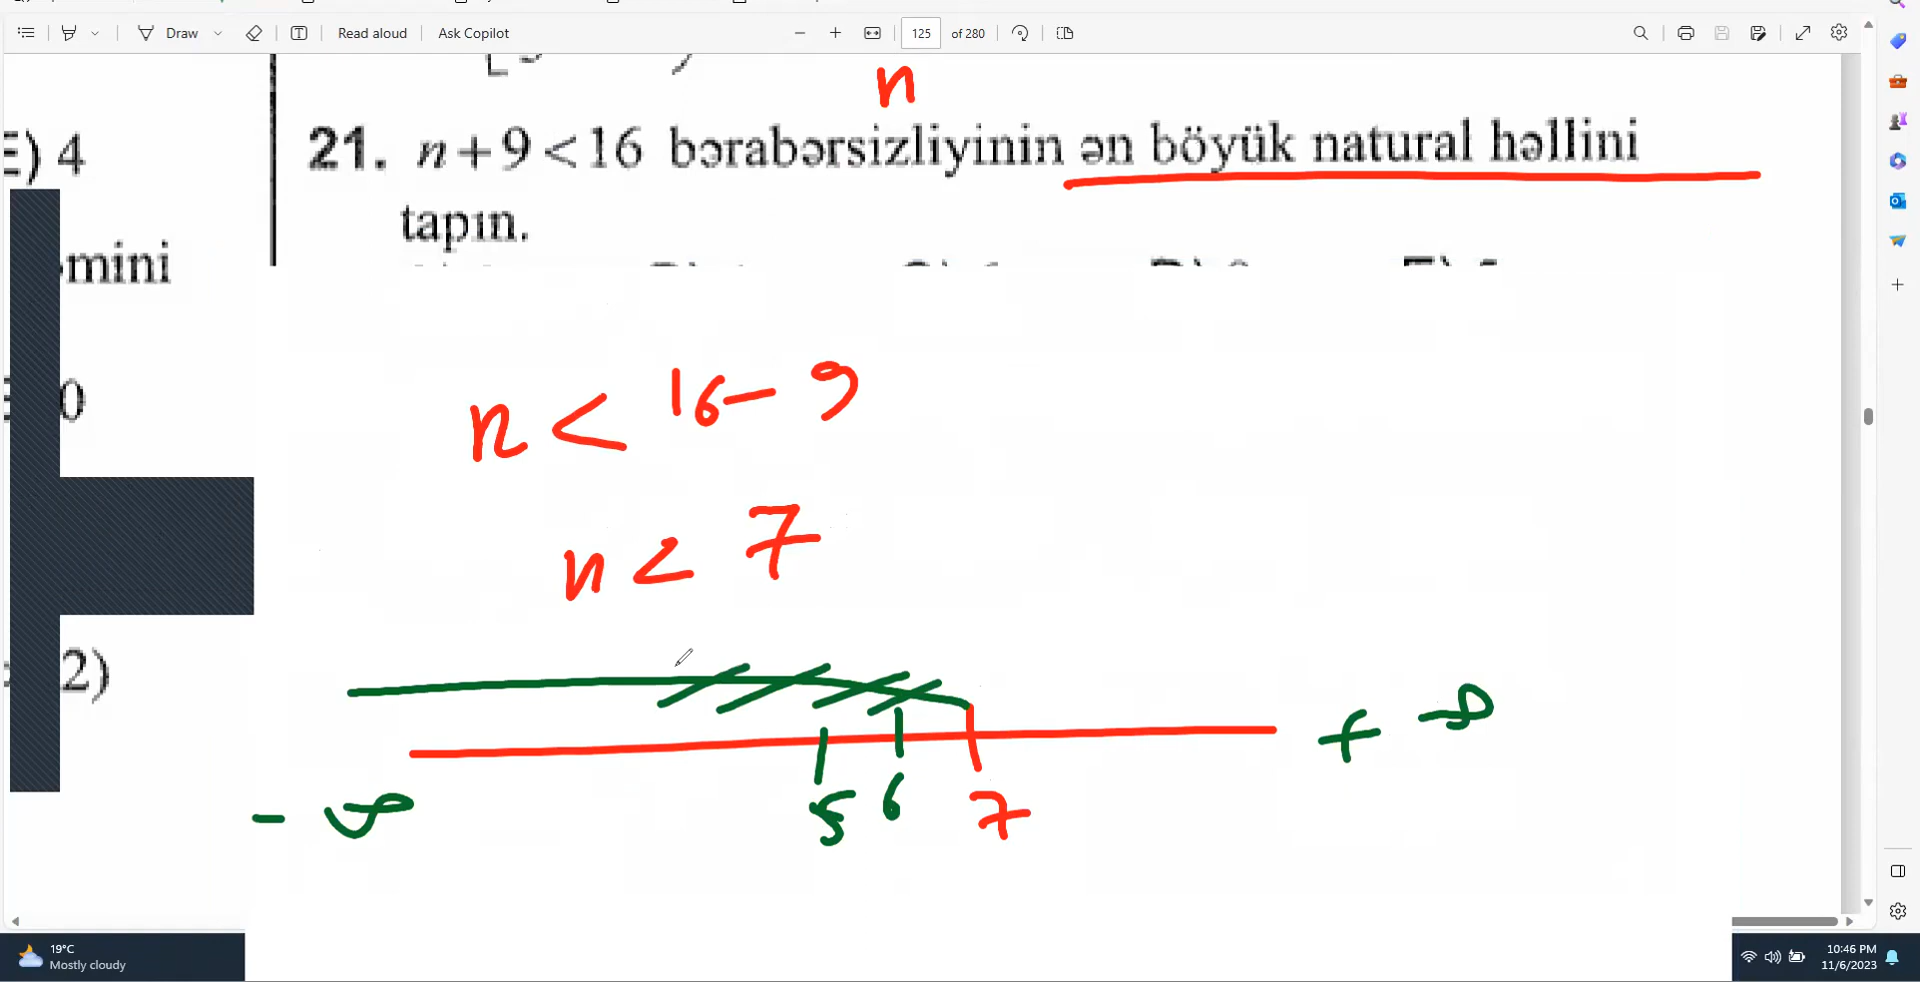 Draw
Read aloud
Ask Copilot
125
of 280
n
E) 4
21. n + 9 < 16 bərabərsizliyinin ən böyük natural həllini
tapın.
mini
0
2)
n < 16 - 9
n < 7
- ∞
5
6
7
+ ∞
19°C
Mostly cloudy
10:46 PM
11/6/2023